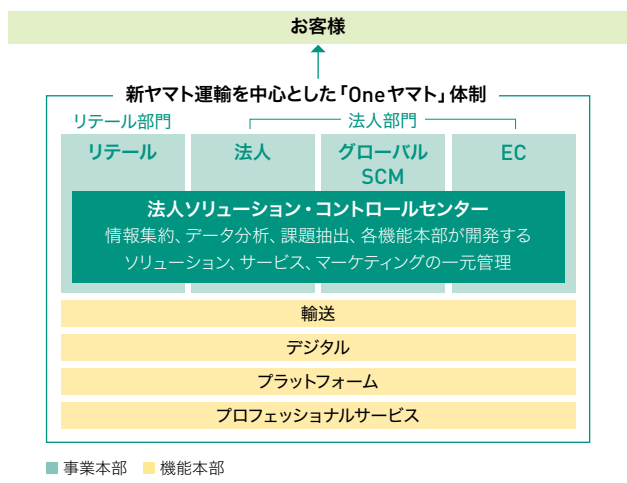 お客様
新ヤマト運輸を中心とした「Oneヤマト」体制
リテール部門
法人部門
リテール
法人
グローバル
SCM
EC
法人ソリューション・コントロールセンター
情報集約、データ分析、課題抽出、各機能本部が開発する
ソリューション、サービス、マーケティングの一元管理
輸送
デジタル
プラットフォーム
プロフェッショナルサービス
事業本部 機能本部